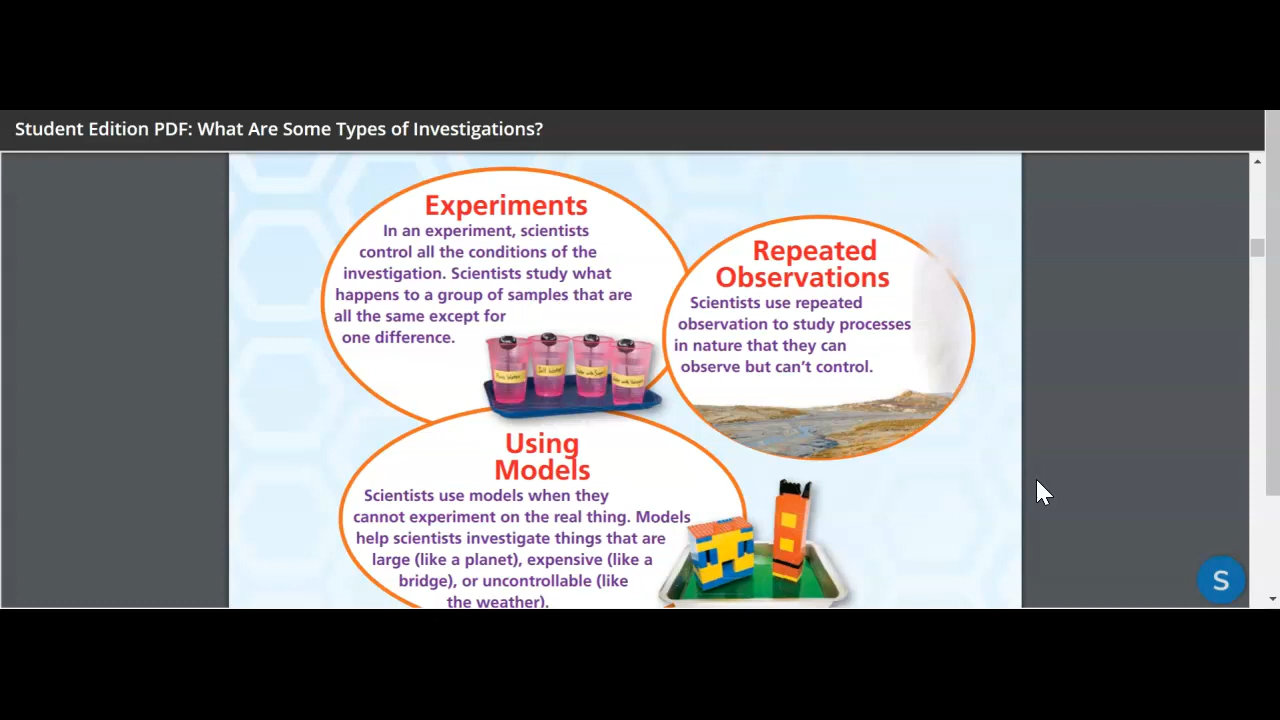 Student Edition PDF: What Are Some Types of Investigations?
Experiments
In an experiment, scientists
control all the conditions of the
investigation. Scientists study what
happens to a group of samples that are
all the same except for
one difference.
Repeated
Observations
Scientists use repeated
observation to study processes
in nature that they can
observe but can't control.
Using
Models
Scientists use models when they
cannot experiment on the real thing. Models
help scientists investigate things that are
large (like a planet), expensive (like a
bridge), or uncontrollable (like
the weather).
S